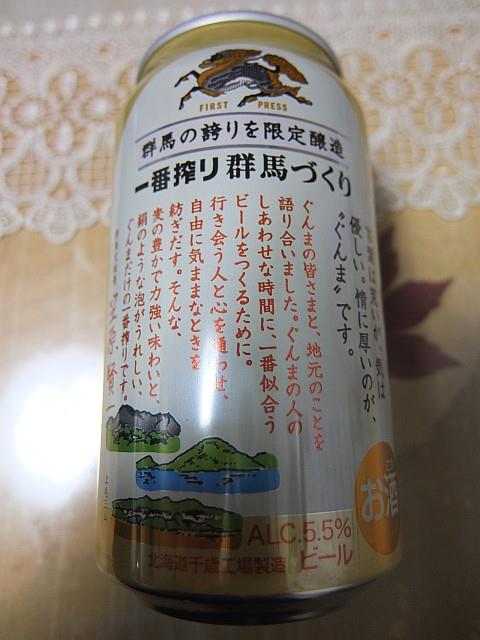 FIRST PRESS
群馬の誇りを限定醸造
一番搾り 群馬づくり
言葉は荒いが、気は
優しい。情に厚いのが、
“ぐんま”です。
ぐんまの皆さまと、地元のことを
語り合いました。ぐんまの人の
しあわせな時間に、一番似合う
ビールをつくるために。
行き会う人と心を通わせ、
自由に気ままなときを
紡ぎだす。そんな、
麦の豊かで力強い味わいと、
絹のような泡がうれしい、
ぐんまだけの一番搾りです。
お酒
ALC.5.5%
北海道千歳工場製造 ビール